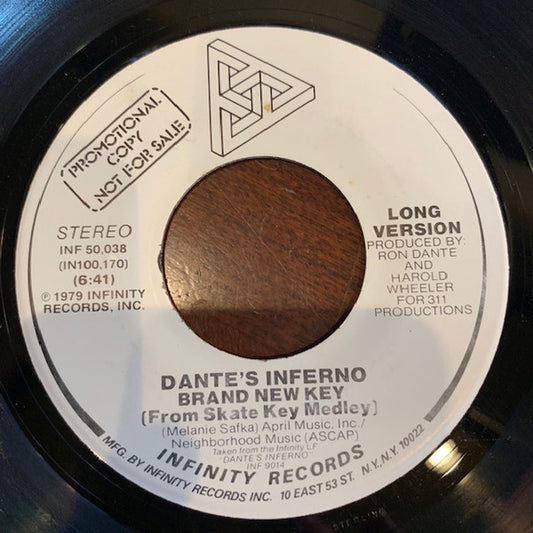 PROMOTIONAL
COPY
NOT FOR SALE
STEREO
INF 50,038
(IN100,170)
(6:41)
℗ 1979 INFINITY
RECORDS, INC.
LONG
VERSION
PRODUCED BY:
RON DANTE
AND
HAROLD
WHEELER
FOR 311
PRODUCTIONS
DANTE'S INFERNO
BRAND NEW KEY
(From Skate Key Medley)
(Melanie Safka) April Music, Inc./
Neighborhood Music (ASCAP)
Taken from the Infinity LP
"DANTE'S INFERNO"
INF 9014
INFINITY RECORDS
MFG. BY INFINITY RECORDS INC. 10 EAST 53 ST. N.Y., N.Y. 10022